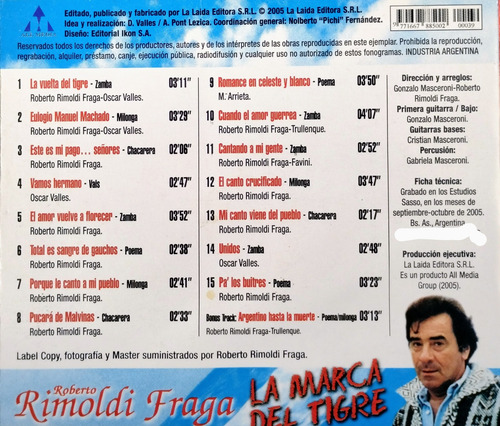 Editado, publicado y fabricado por La Laida Editora S.R.L. © 2005 La Laida Editora S.R.L.
Idea y realización: D. Valles / A. Pont Lezica. Coordinación general: Nolberto "Pichi" Fernández.
Diseño: Editorial Ikon S.A.
9 771667 885002 00039
Reservados todos los derechos de los productores, autores y de los intérpretes de las obras reproducidas en este ejemplar. Prohibida la reproducción,
regrabación, alquiler, prestamo, canje, ejecución pública, radiodifusión y cualquier uso no autorizado de estos fonogramas. INDUSTRIA ARGENTINA
1 La vuelta del tigre - Zamba 03'11"
Roberto Rimoldi Fraga-Oscar Valles.
2 Eulogio Manuel Machado - Milonga 03'29"
Roberto Rimoldi Fraga-Oscar Valles.
3 Este es mi pago... señores - Chacarera 02'06"
Roberto Rimoldi Fraga.
4 Vamos hermano - Vals 02'47"
Oscar Valles.
5 El amor vuelve a florecer - Zamba 03'52"
Roberto Rimoldi Fraga.
6 Total es sangre de gauchos - Poema 02'38"
Roberto Rimoldi Fraga.
7 Porque le canto a mi pueblo - Milonga 02'41"
Roberto Rimoldi Fraga.
8 Pucará de Malvinas - Chacarera 02'33"
Roberto Rimoldi Fraga.
9 Romance en celeste y blanco - Poema 03'50"
M. Arrieta.
10 Cuando el amor guerrea - Zamba 04'07"
Roberto Rimoldi Fraga-Trullenque.
11 Cantando a mi gente - Zamba 02'52"
Roberto Rimoldi Fraga-Favini.
12 El canto crucificado - Milonga 03'47"
Roberto Rimoldi Fraga.
13 Mi canto viene del pueblo - Chacarera 02'17"
Roberto Rimoldi Fraga.
14 Unidos - Zamba 02'48"
Oscar Valles.
15 Pa' los buitres - Poema 03'23"
Roberto Rimoldi Fraga.
Bonus Track: Argentino hasta la muerte - Poema/milonga 03'13"
Roberto Rimoldi Fraga-Trullenque.
Dirección y arreglos:
Gonzalo Masceroni-Roberto
Rimoldi Fraga.
Primera guitarra / Bajo:
Gonzalo Masceroni.
Guitarras bases:
Cristian Masceroni.
Percusión:
Gabriela Masceroni.
Ficha técnica:
Grabado en los Estudios
Sasso, en los meses de
septiembre-octubre de 2005.
Bs. As., Argentina
Producción ejecutiva:
La Laida Editora S.R.L.
Es un producto All Media
Group (2005).
Label Copy, fotografía y Master suministrados por Roberto Rimoldi Fraga.
Roberto
Rimoldi Fraga
LA MARCA
DEL TIGRE